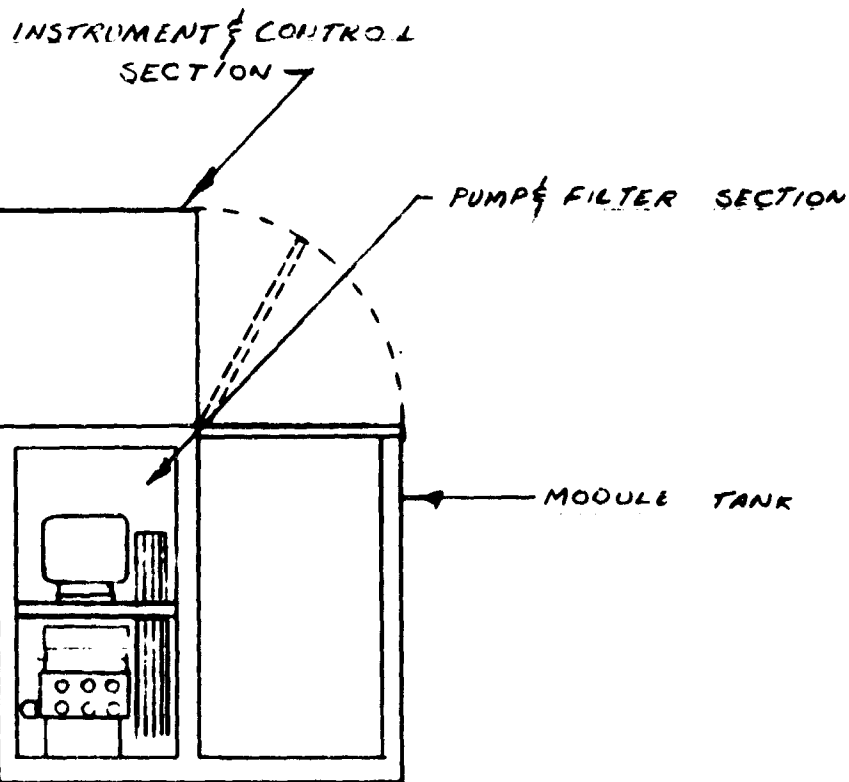 INSTRUMENT & CONTROL
SECTION
PUMP & FILTER SECTION
MODULE TANK